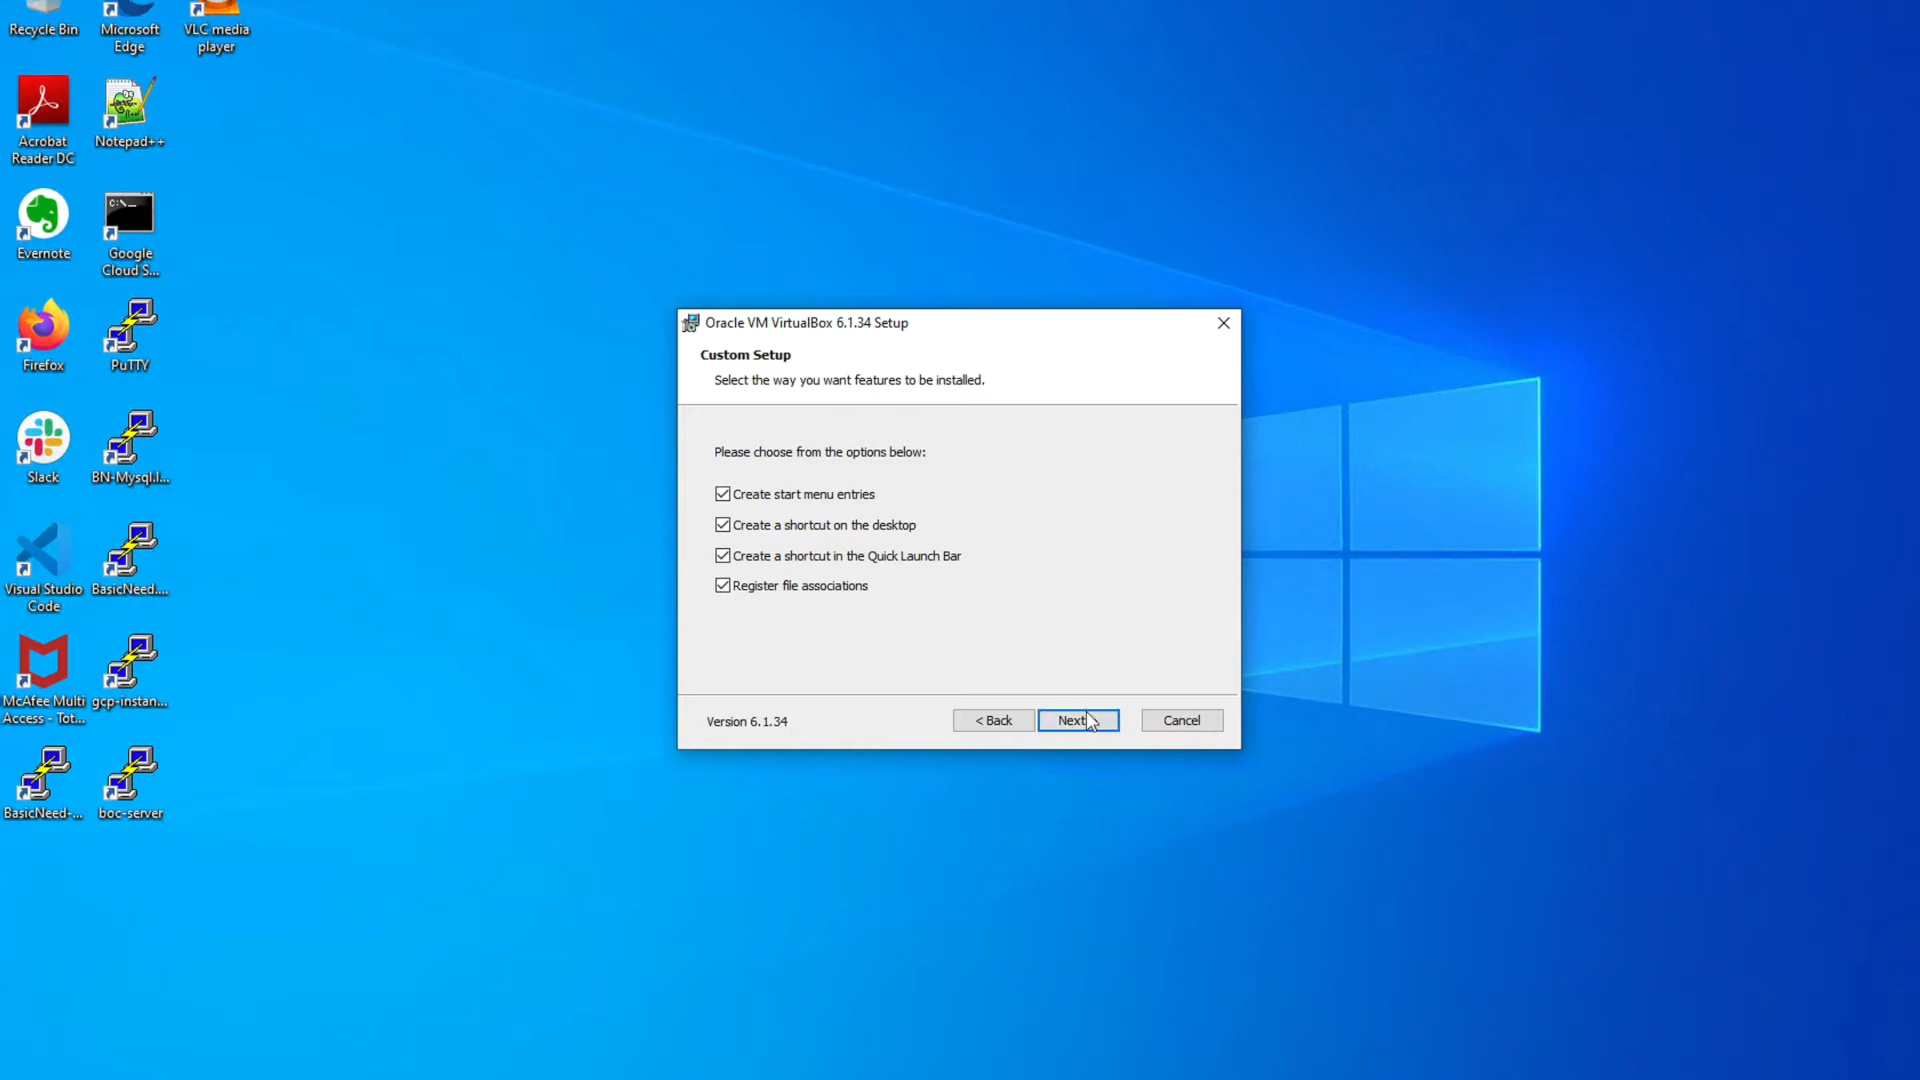 Recycle Bin
Microsoft
Edge
VLC media
player
Acrobat
Reader DC
Notepad++
Evernote
C:\_
Google
Cloud S...
Firefox
PuTTY
Slack
BN-Mysql.l...
Visual Studio
Code
BasicNeed....
McAfee Multi
Access - Tot...
gcp-instan...
BasicNeed-...
boc-server
Oracle VM VirtualBox 6.1.34 Setup
Custom Setup
Select the way you want features to be installed.
Please choose from the options below:
Create start menu entries
Create a shortcut on the desktop
Create a shortcut in the Quick Launch Bar
Register file associations
Version 6.1.34
< Back
Next
Cancel